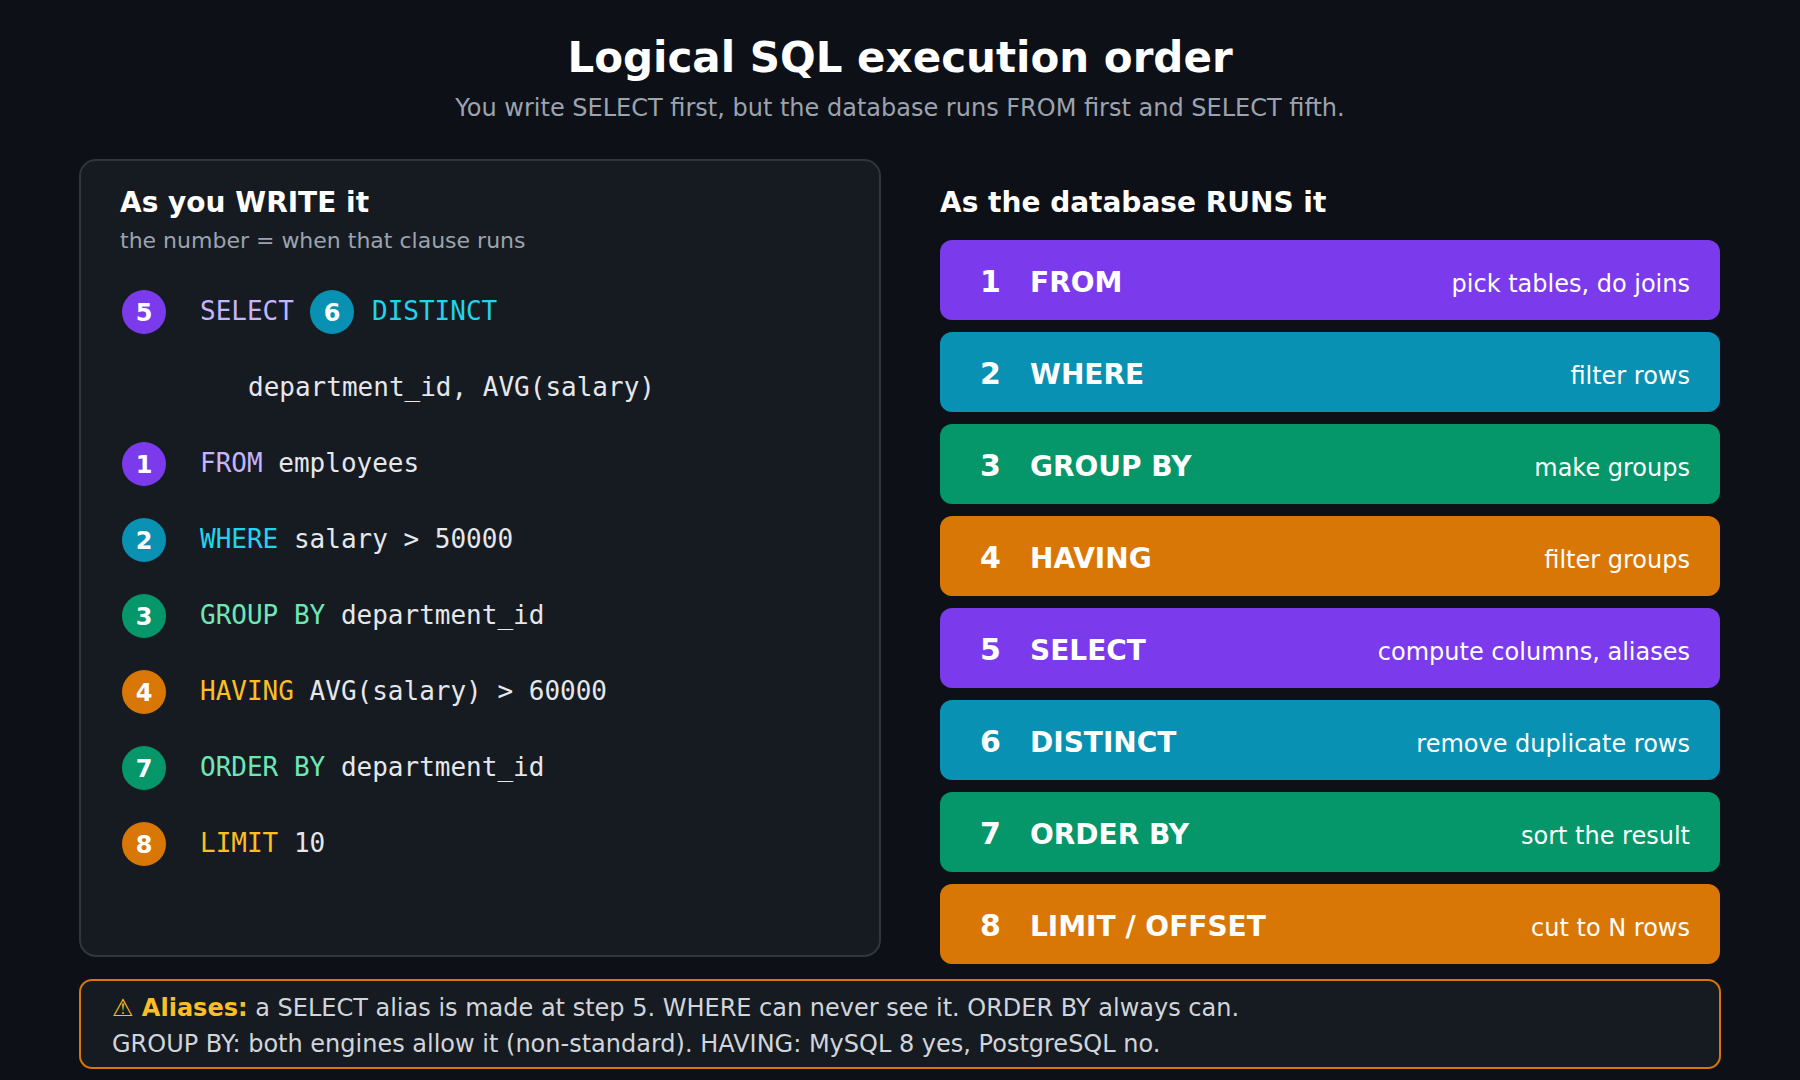 Logical SQL execution order
You write SELECT first, but the database runs FROM first and SELECT fifth.
As you WRITE it
the number = when that clause runs
5 SELECT 6 DISTINCT
department_id, AVG(salary)
1 FROM employees
2 WHERE salary > 50000
3 GROUP BY department_id
4 HAVING AVG(salary) > 60000
7 ORDER BY department_id
8 LIMIT 10
As the database RUNS it
1 FROM pick tables, do joins
2 WHERE filter rows
3 GROUP BY make groups
4 HAVING filter groups
5 SELECT compute columns, aliases
6 DISTINCT remove duplicate rows
7 ORDER BY sort the result
8 LIMIT / OFFSET cut to N rows
⚠ Aliases: a SELECT alias is made at step 5. WHERE can never see it. ORDER BY always can.
GROUP BY: both engines allow it (non-standard). HAVING: MySQL 8 yes, PostgreSQL no.